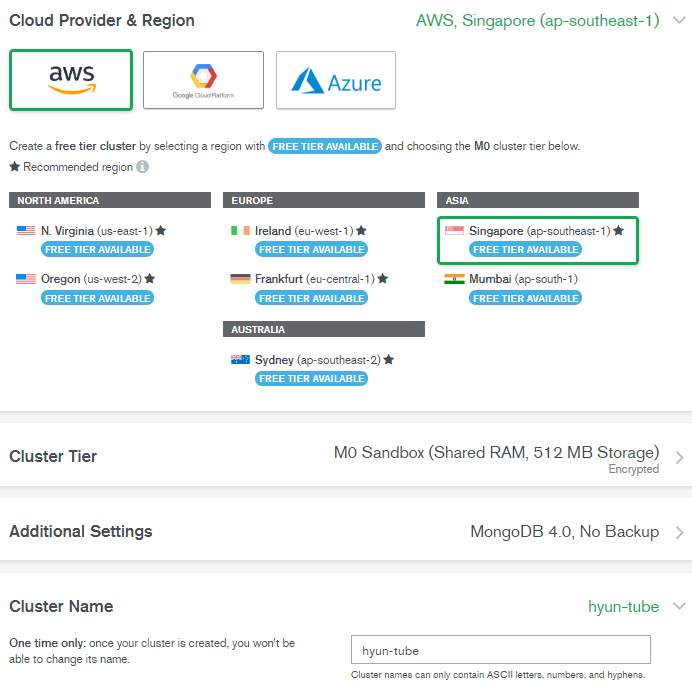 Cloud Provider & Region
AWS, Singapore (ap-southeast-1)
aws
Google Cloud Platform
Azure
Create a free tier cluster by selecting a region with FREE TIER AVAILABLE and choosing the M0 cluster tier below.
★ Recommended region i
NORTH AMERICA
N. Virginia (us-east-1) ★
FREE TIER AVAILABLE
Oregon (us-west-2) ★
FREE TIER AVAILABLE
EUROPE
Ireland (eu-west-1) ★
FREE TIER AVAILABLE
Frankfurt (eu-central-1) ★
FREE TIER AVAILABLE
AUSTRALIA
Sydney (ap-southeast-2) ★
FREE TIER AVAILABLE
ASIA
Singapore (ap-southeast-1) ★
FREE TIER AVAILABLE
Mumbai (ap-south-1)
FREE TIER AVAILABLE
Cluster Tier
M0 Sandbox (Shared RAM, 512 MB Storage)
Encrypted
Additional Settings
MongoDB 4.0, No Backup
Cluster Name
hyun-tube
One time only: once your cluster is created, you won't be
able to change its name.
hyun-tube
Cluster names can only contain ASCII letters, numbers, and hyphens.